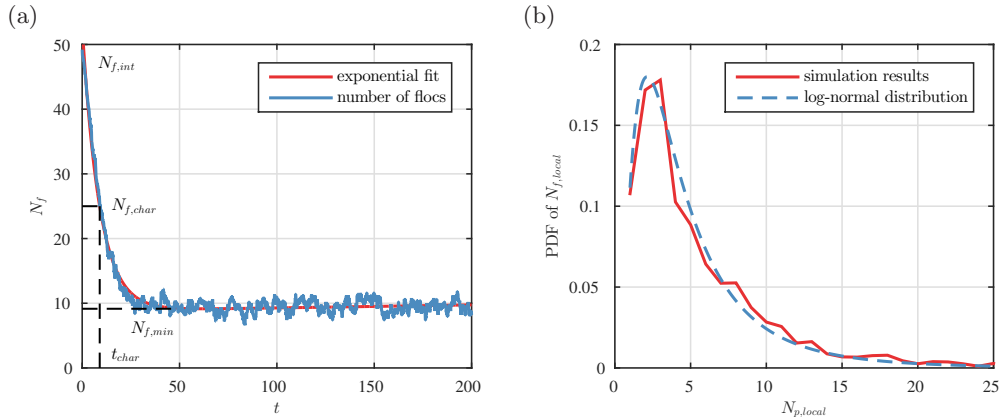 (a)
50
40
30
20
10
0
N_f
N_{f,int}
exponential fit
number of flocs
N_{f,char}
N_{f,min}
t_{char}
0
50
100
150
200
t
(b)
0.2
0.15
0.1
0.05
0
PDF of N_{f,local}
simulation results
log-normal distribution
0
5
10
15
20
25
N_{p,local}